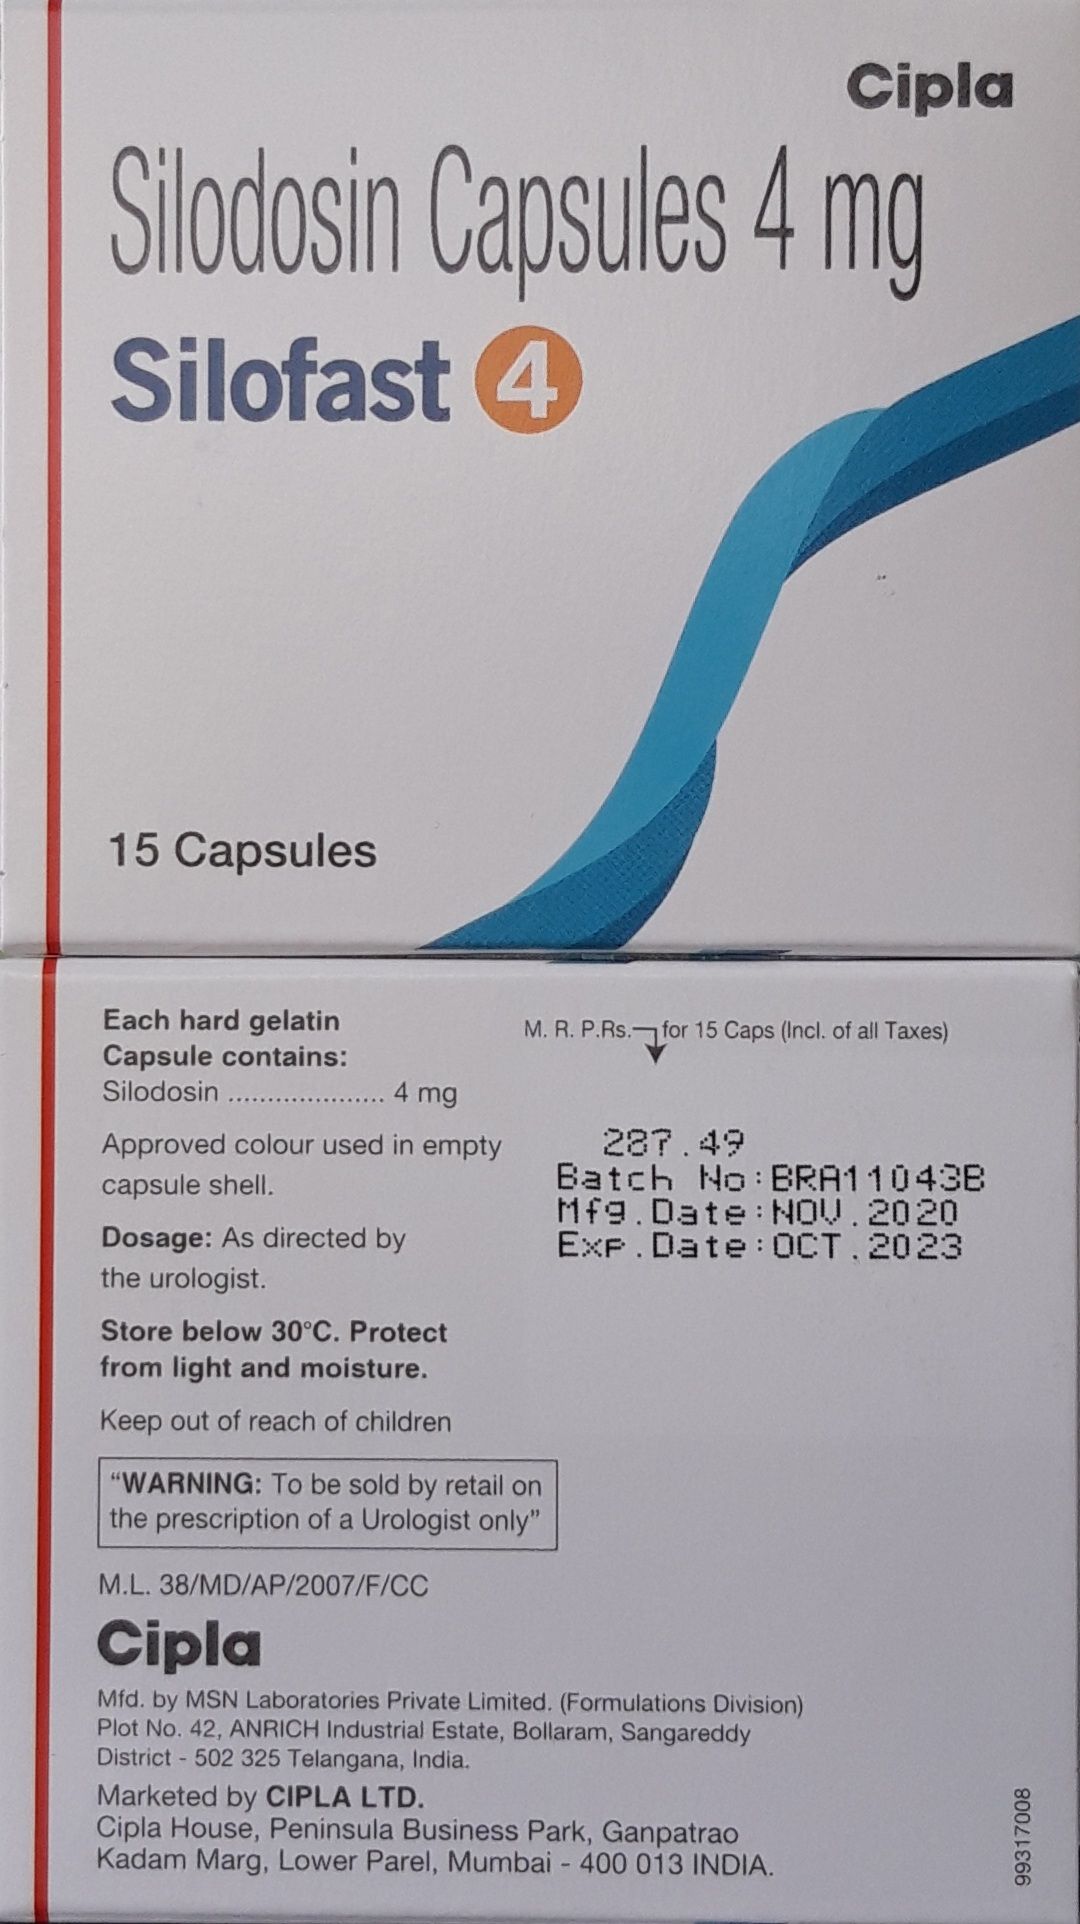 Cipla
Silodosin Capsules 4 mg
Silofast 4
15 Capsules
Each hard gelatin
Capsule contains:
Silodosin .................... 4 mg
Approved colour used in empty
capsule shell.
Dosage: As directed by
the urologist.
Store below 30°C. Protect
from light and moisture.
Keep out of reach of children
"WARNING: To be sold by retail on
the prescription of a Urologist only"
M. R. P.Rs. for 15 Caps (Incl. of all Taxes)
287.49
Batch No:BRA11043B
Mfg.Date:NOV.2020
Exp.Date:OCT.2023
M.L. 38/MD/AP/2007/F/CC
Cipla
Mfd. by MSN Laboratories Private Limited. (Formulations Division)
Plot No. 42, ANRICH Industrial Estate, Bollaram, Sangareddy
District - 502 325 Telangana, India.
Marketed by CIPLA LTD.
Cipla House, Peninsula Business Park, Ganpatrao
Kadam Marg, Lower Parel, Mumbai - 400 013 INDIA.
99317008